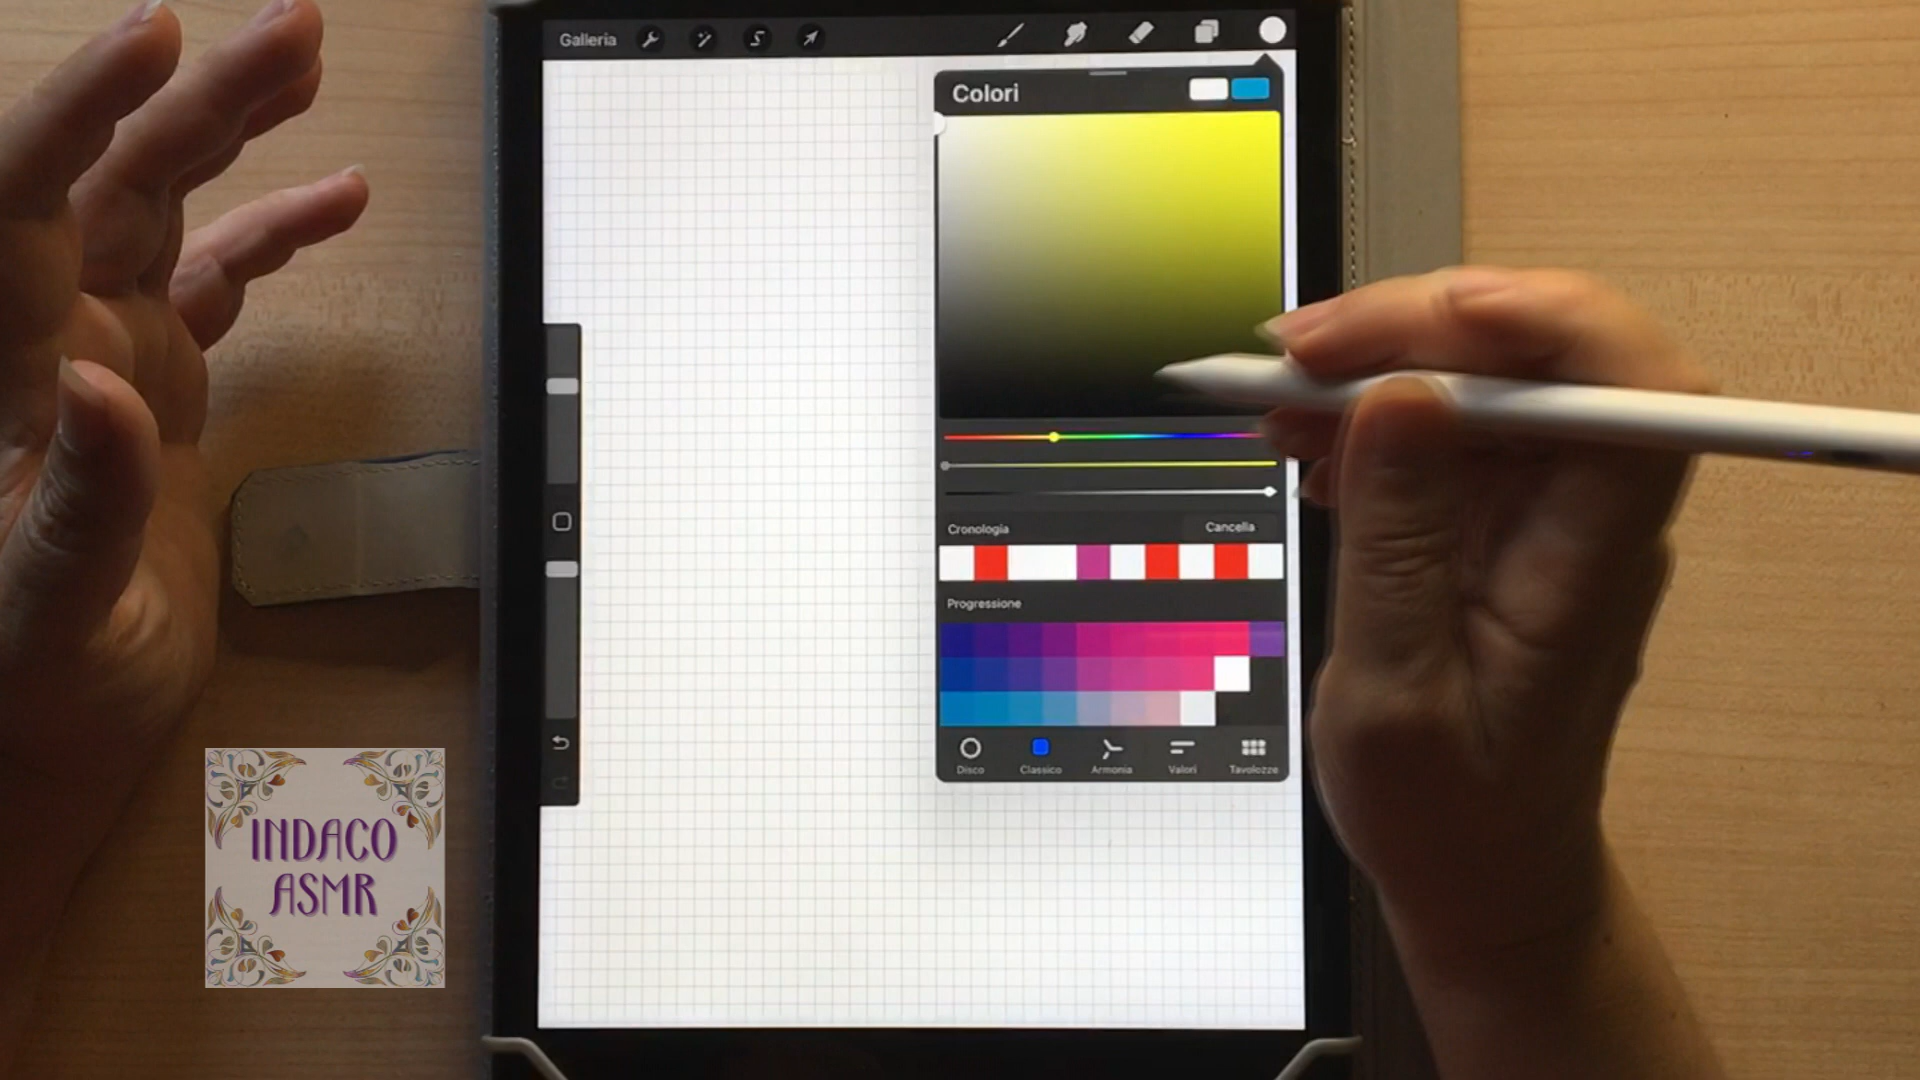 Galleria
Colori
Cronologia
Cancella
Progressione
Disco
Classico
Armonia
Valori
Tavolozze
INDACO
ASMR